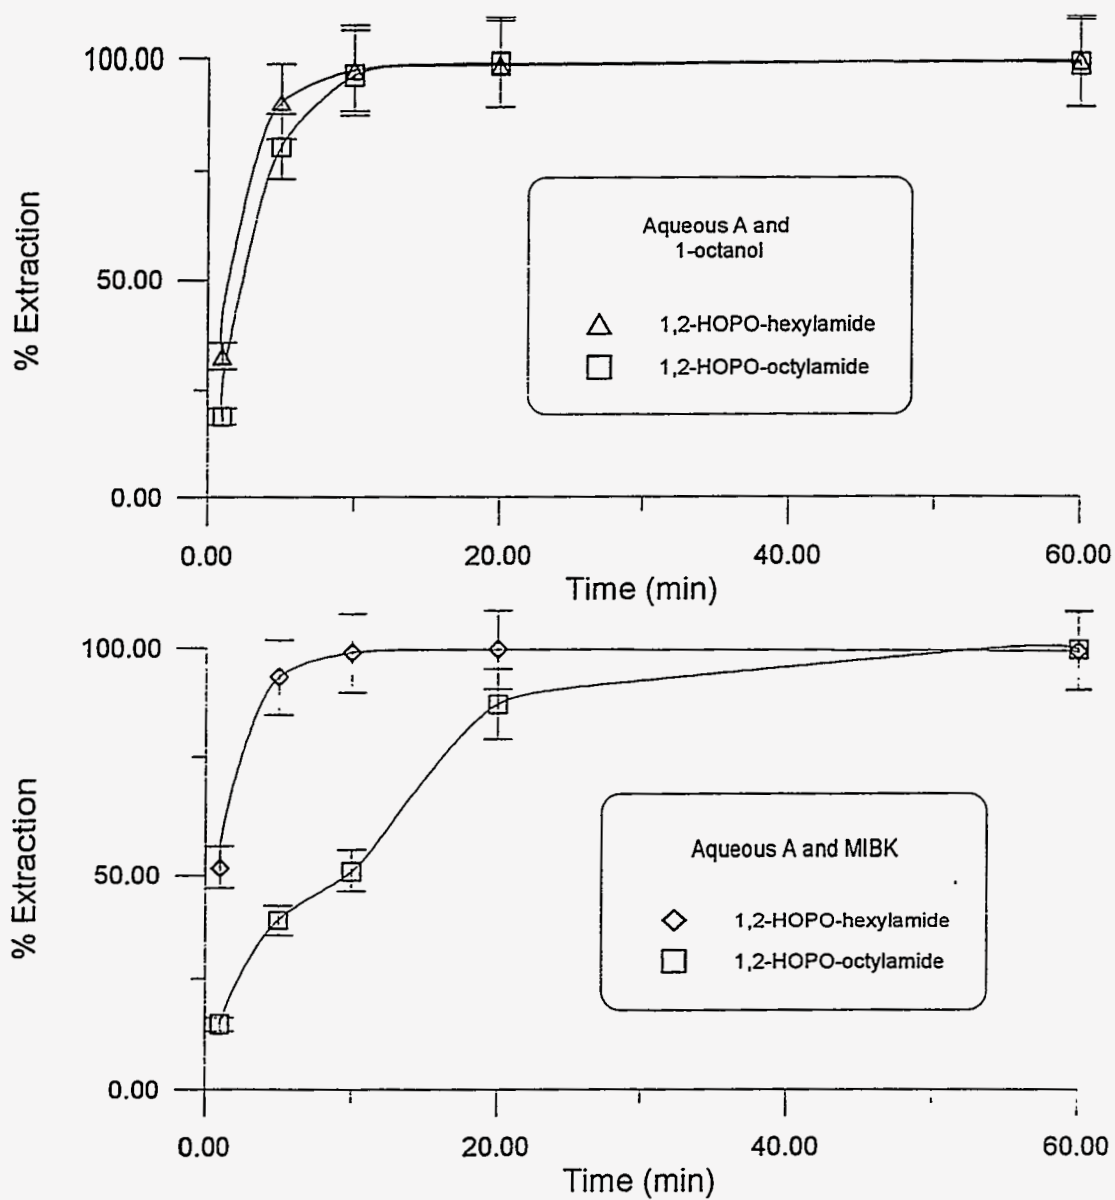 100.00
50.00
0.00
% Extraction
Aqueous A and
1-octanol
1,2-HOPO-hexylamide
1,2-HOPO-octylamide
0.00 20.00 40.00 60.00
Time (min)
100.00
50.00
0.00
% Extraction
Aqueous A and MIBK
1,2-HOPO-hexylamide
1,2-HOPO-octylamide
0.00 20.00 40.00 60.00
Time (min)